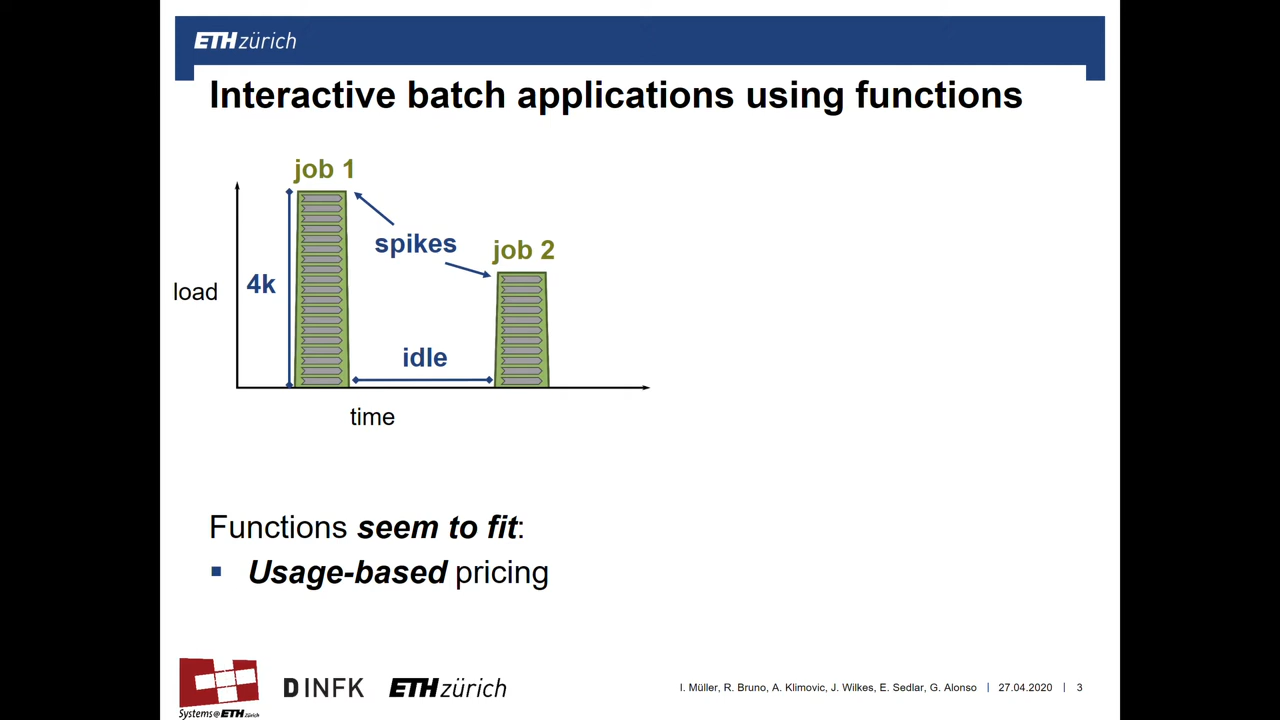 ETH zürich
Interactive batch applications using functions
job 1
spikes
job 2
load
4k
idle
time
Functions seem to fit:
▪ Usage-based pricing
Systems@ETH Zürich
D INFK
ETH zürich
I. Müller, R. Bruno, A. Klimovic, J. Wilkes, E. Sedlar, G. Alonso | 27.04.2020 | 3